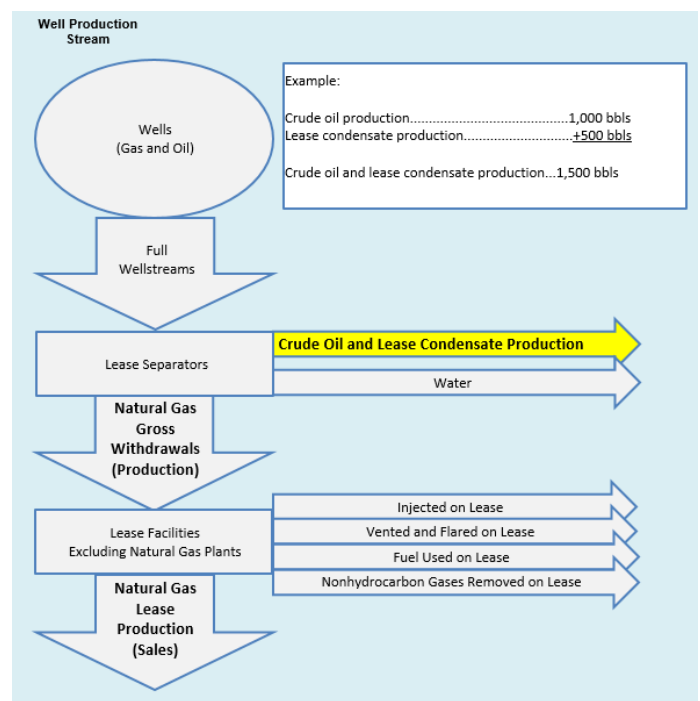 Well Production
Stream
Example:
Crude oil production..........................................1,000 bbls
Lease condensate production.............................+500 bbls
Crude oil and lease condensate production...1,500 bbls
Wells
(Gas and Oil)
Full
Wellstreams
Lease Separators
Crude Oil and Lease Condensate Production
Water
Natural Gas
Gross
Withdrawals
(Production)
Lease Facilities
Excluding Natural Gas Plants
Injected on Lease
Vented and Flared on Lease
Fuel Used on Lease
Nonhydrocarbon Gases Removed on Lease
Natural Gas
Lease
Production
(Sales)